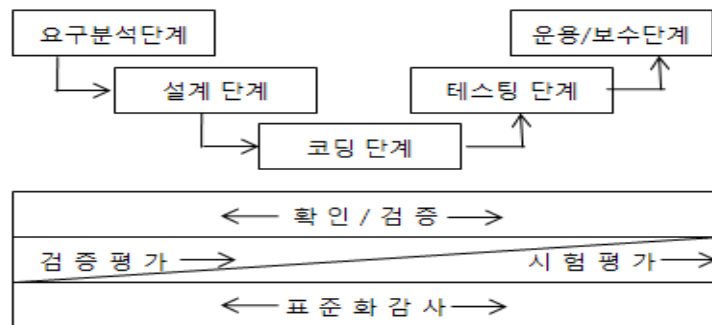 요구분석단계
운용/보수단계
설계 단계
테스팅 단계
코딩 단계
확 인 / 검 증
검 증 평 가
시 험 평 가
표 준 화 감 사